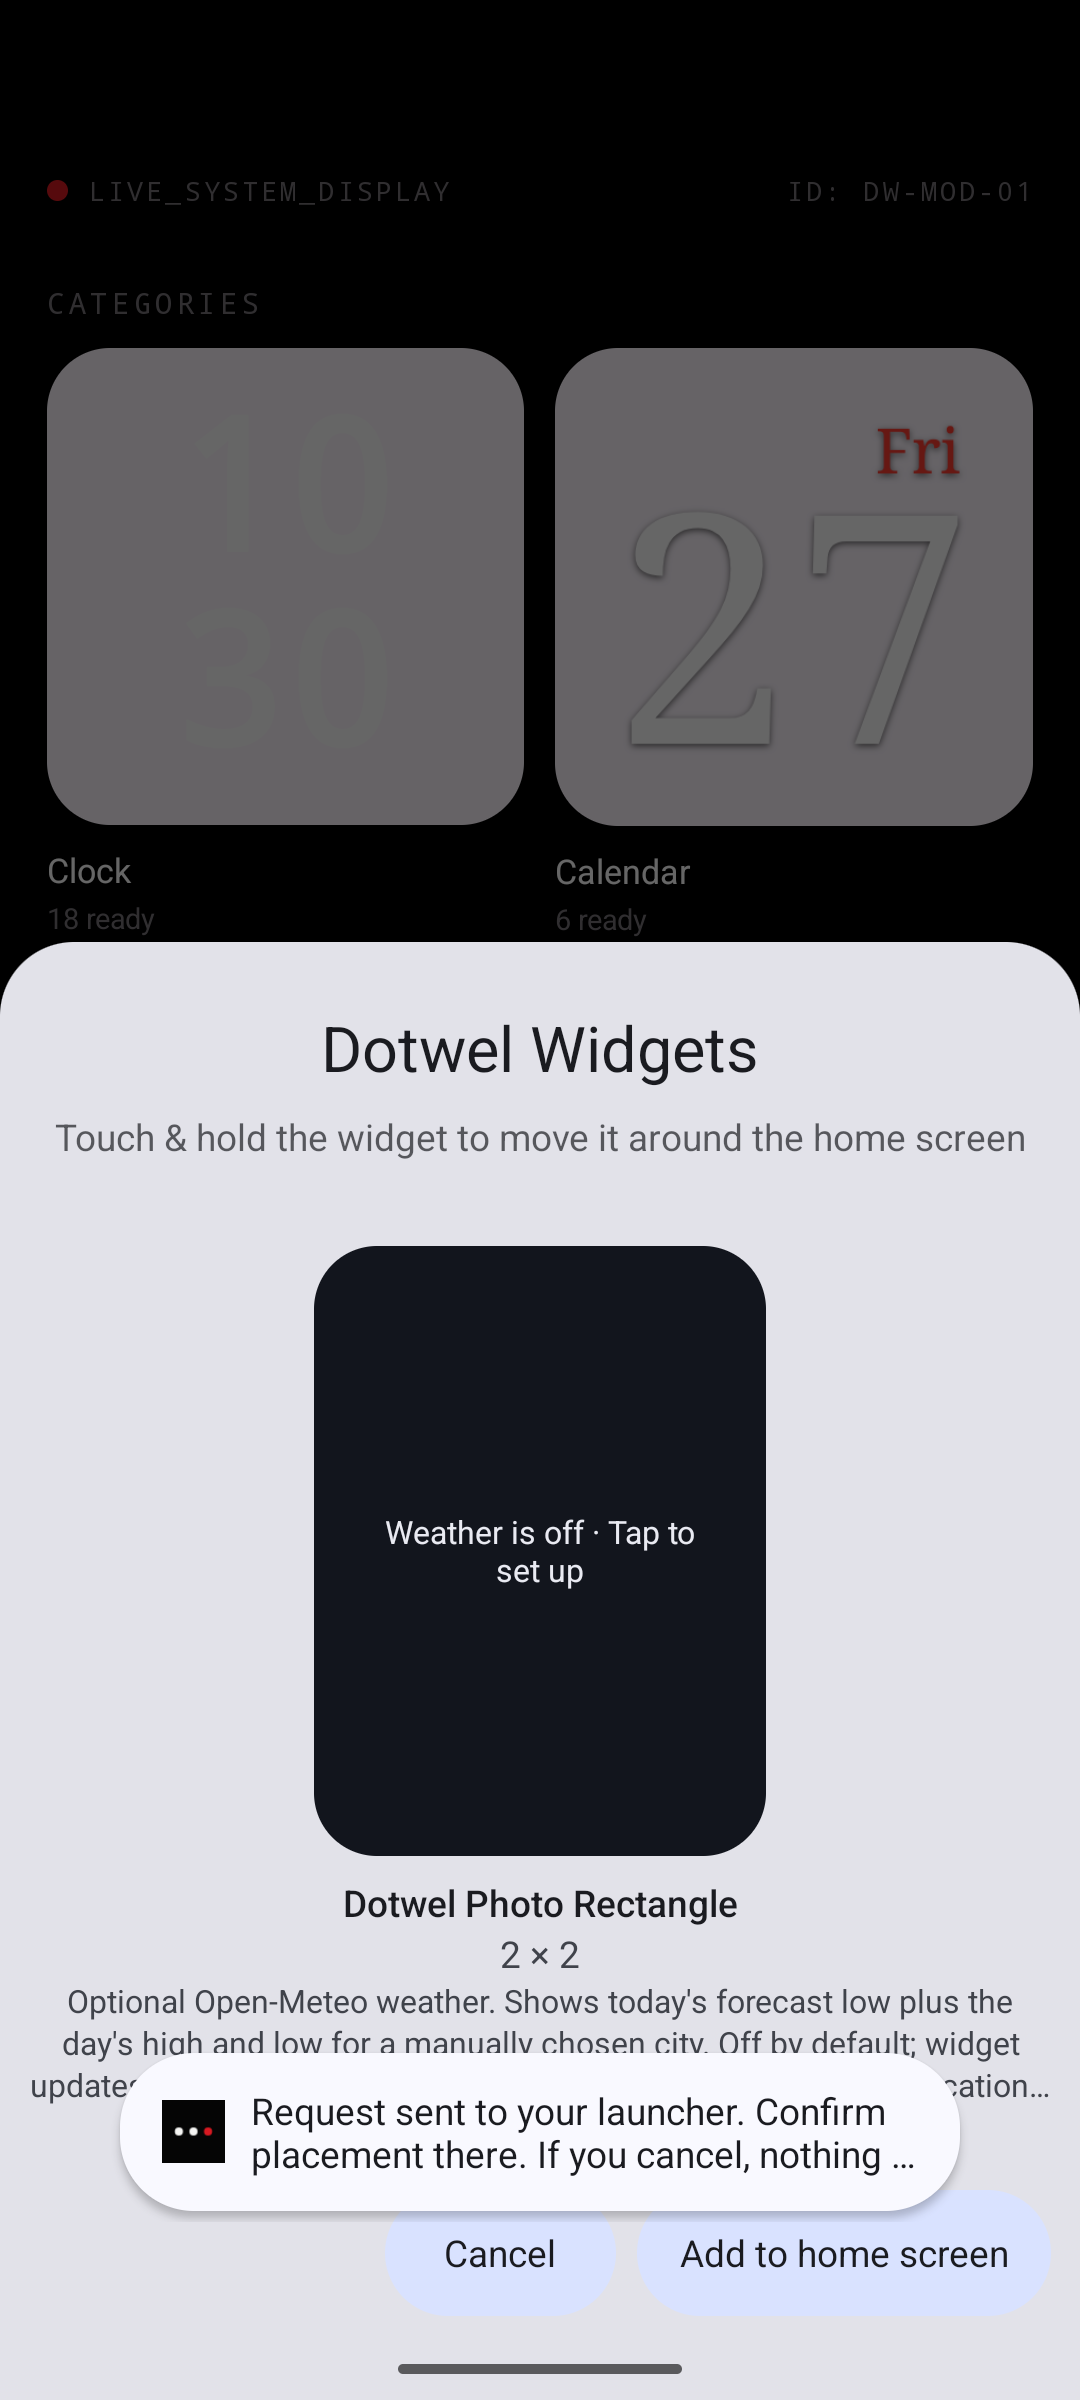 LIVE_SYSTEM_DISPLAY
ID: DW-MOD-01
CATEGORIES
10
30
Fri
27
Clock
18 ready
Calendar
6 ready
Dotwel Widgets
Touch & hold the widget to move it around the home screen
Weather is off · Tap to
set up
Dotwel Photo Rectangle
2 × 2
Optional Open-Meteo weather. Shows today's forecast low plus the
day's high and low for a manually chosen city. Off by default; widget
Request sent to your launcher. Confirm
placement there. If you cancel, nothing …
Cancel
Add to home screen